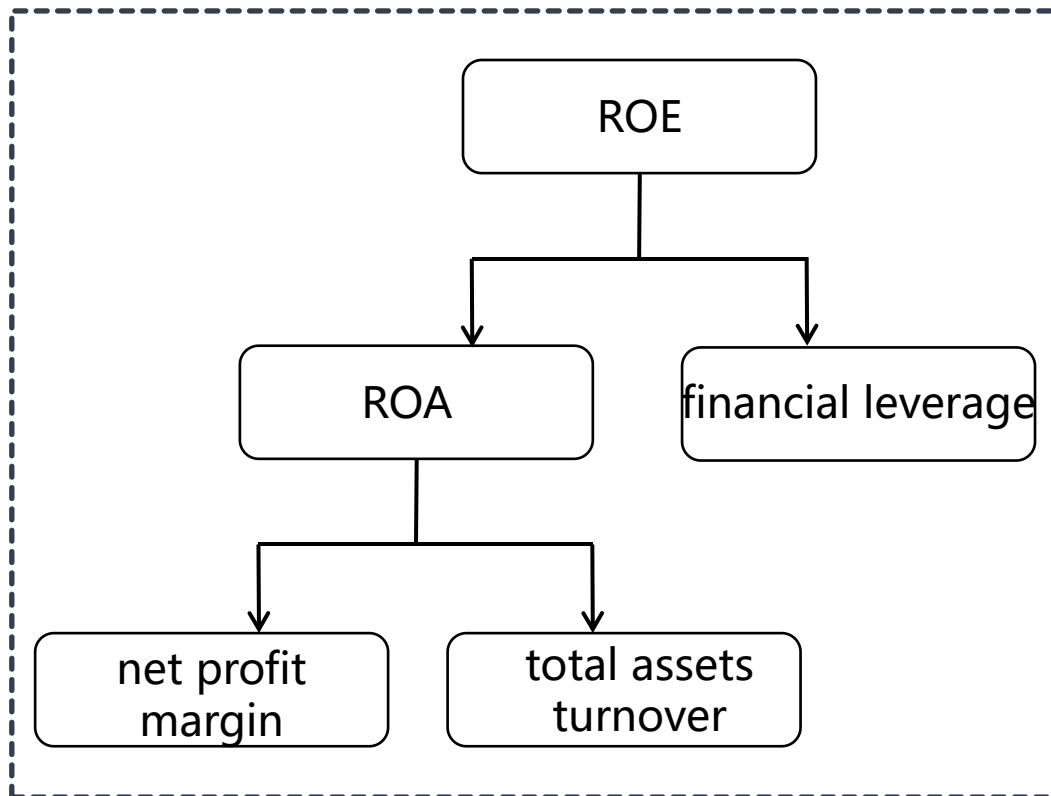 ROE
ROA
financial leverage
net profit
margin
total assets
turnover